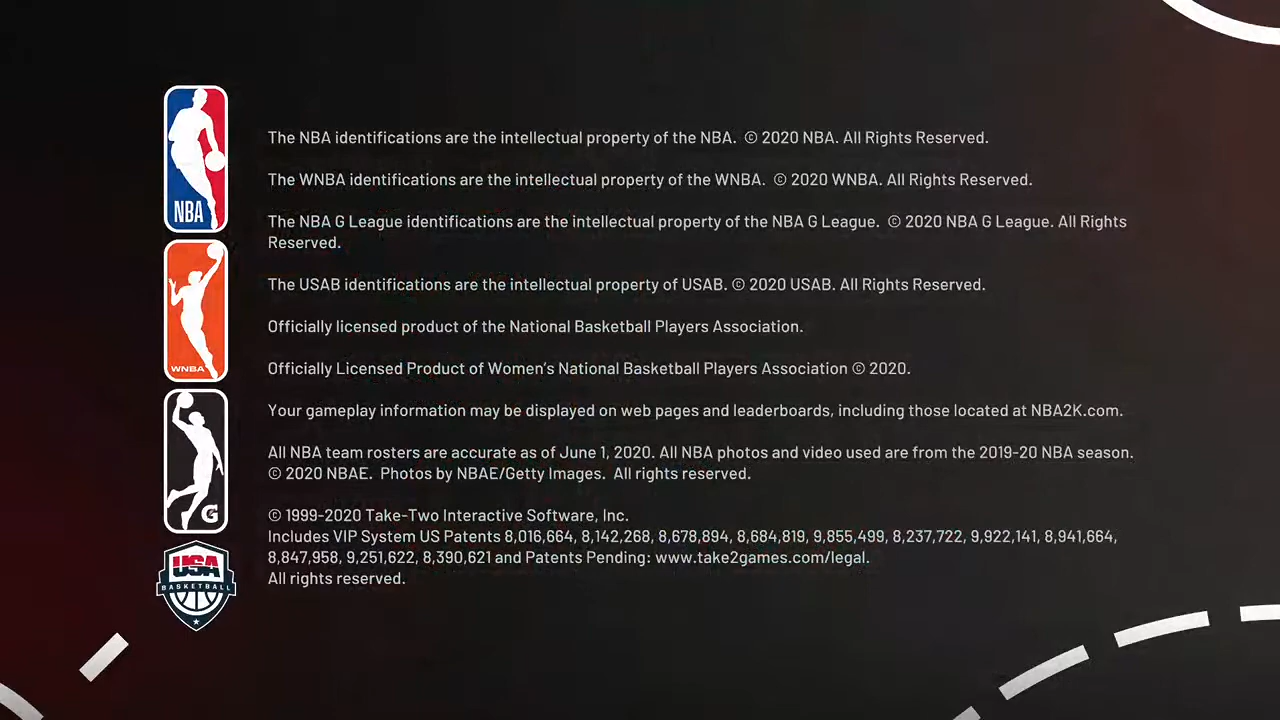 The NBA identifications are the intellectual property of the NBA.  © 2020 NBA. All Rights Reserved.
The WNBA identifications are the intellectual property of the WNBA.  © 2020 WNBA. All Rights Reserved.
The NBA G League identifications are the intellectual property of the NBA G League.  © 2020 NBA G League. All Rights
Reserved.
The USAB identifications are the intellectual property of USAB. © 2020 USAB. All Rights Reserved.
Officially licensed product of the National Basketball Players Association.
Officially Licensed Product of Women’s National Basketball Players Association © 2020.
Your gameplay information may be displayed on web pages and leaderboards, including those located at NBA2K.com.
All NBA team rosters are accurate as of June 1, 2020. All NBA photos and video used are from the 2019-20 NBA season.
© 2020 NBAE.  Photos by NBAE/Getty Images.  All rights reserved.
© 1999-2020 Take-Two Interactive Software, Inc.
Includes VIP System US Patents 8,016,664, 8,142,268, 8,678,894, 8,684,819, 9,855,499, 8,237,722, 9,922,141, 8,941,664,
8,847,958, 9,251,622, 8,390,621 and Patents Pending: www.take2games.com/legal.
All rights reserved.
NBA
WNBA
G
USA
BASKETBALL